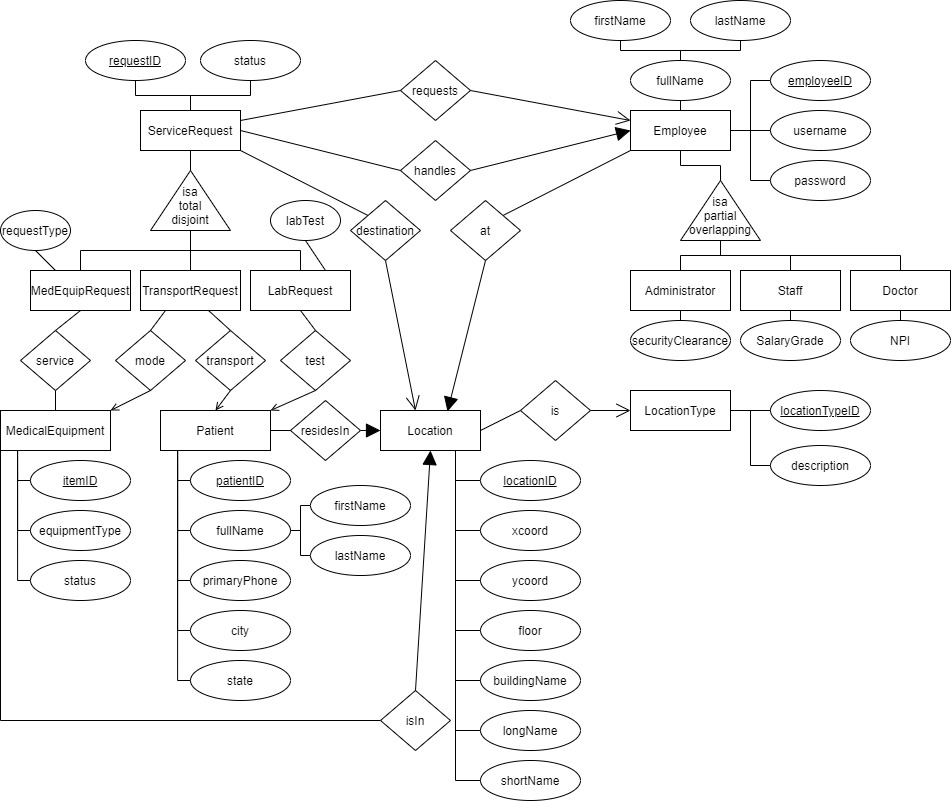 firstName
lastName
requestID
status
fullName
employeeID
requests
ServiceRequest
Employee
username
handles
password
isa
total
disjoint
isa
partial
overlapping
labTest
requestType
destination
at
MedEquipRequest
TransportRequest
LabRequest
Administrator
Staff
Doctor
securityClearance
SalaryGrade
NPI
service
mode
transport
test
is
LocationType
locationTypeID
MedicalEquipment
Patient
residesIn
Location
description
itemID
patientID
locationID
firstName
equipmentType
fullName
xcoord
lastName
status
primaryPhone
ycoord
city
floor
state
buildingName
isIn
longName
shortName